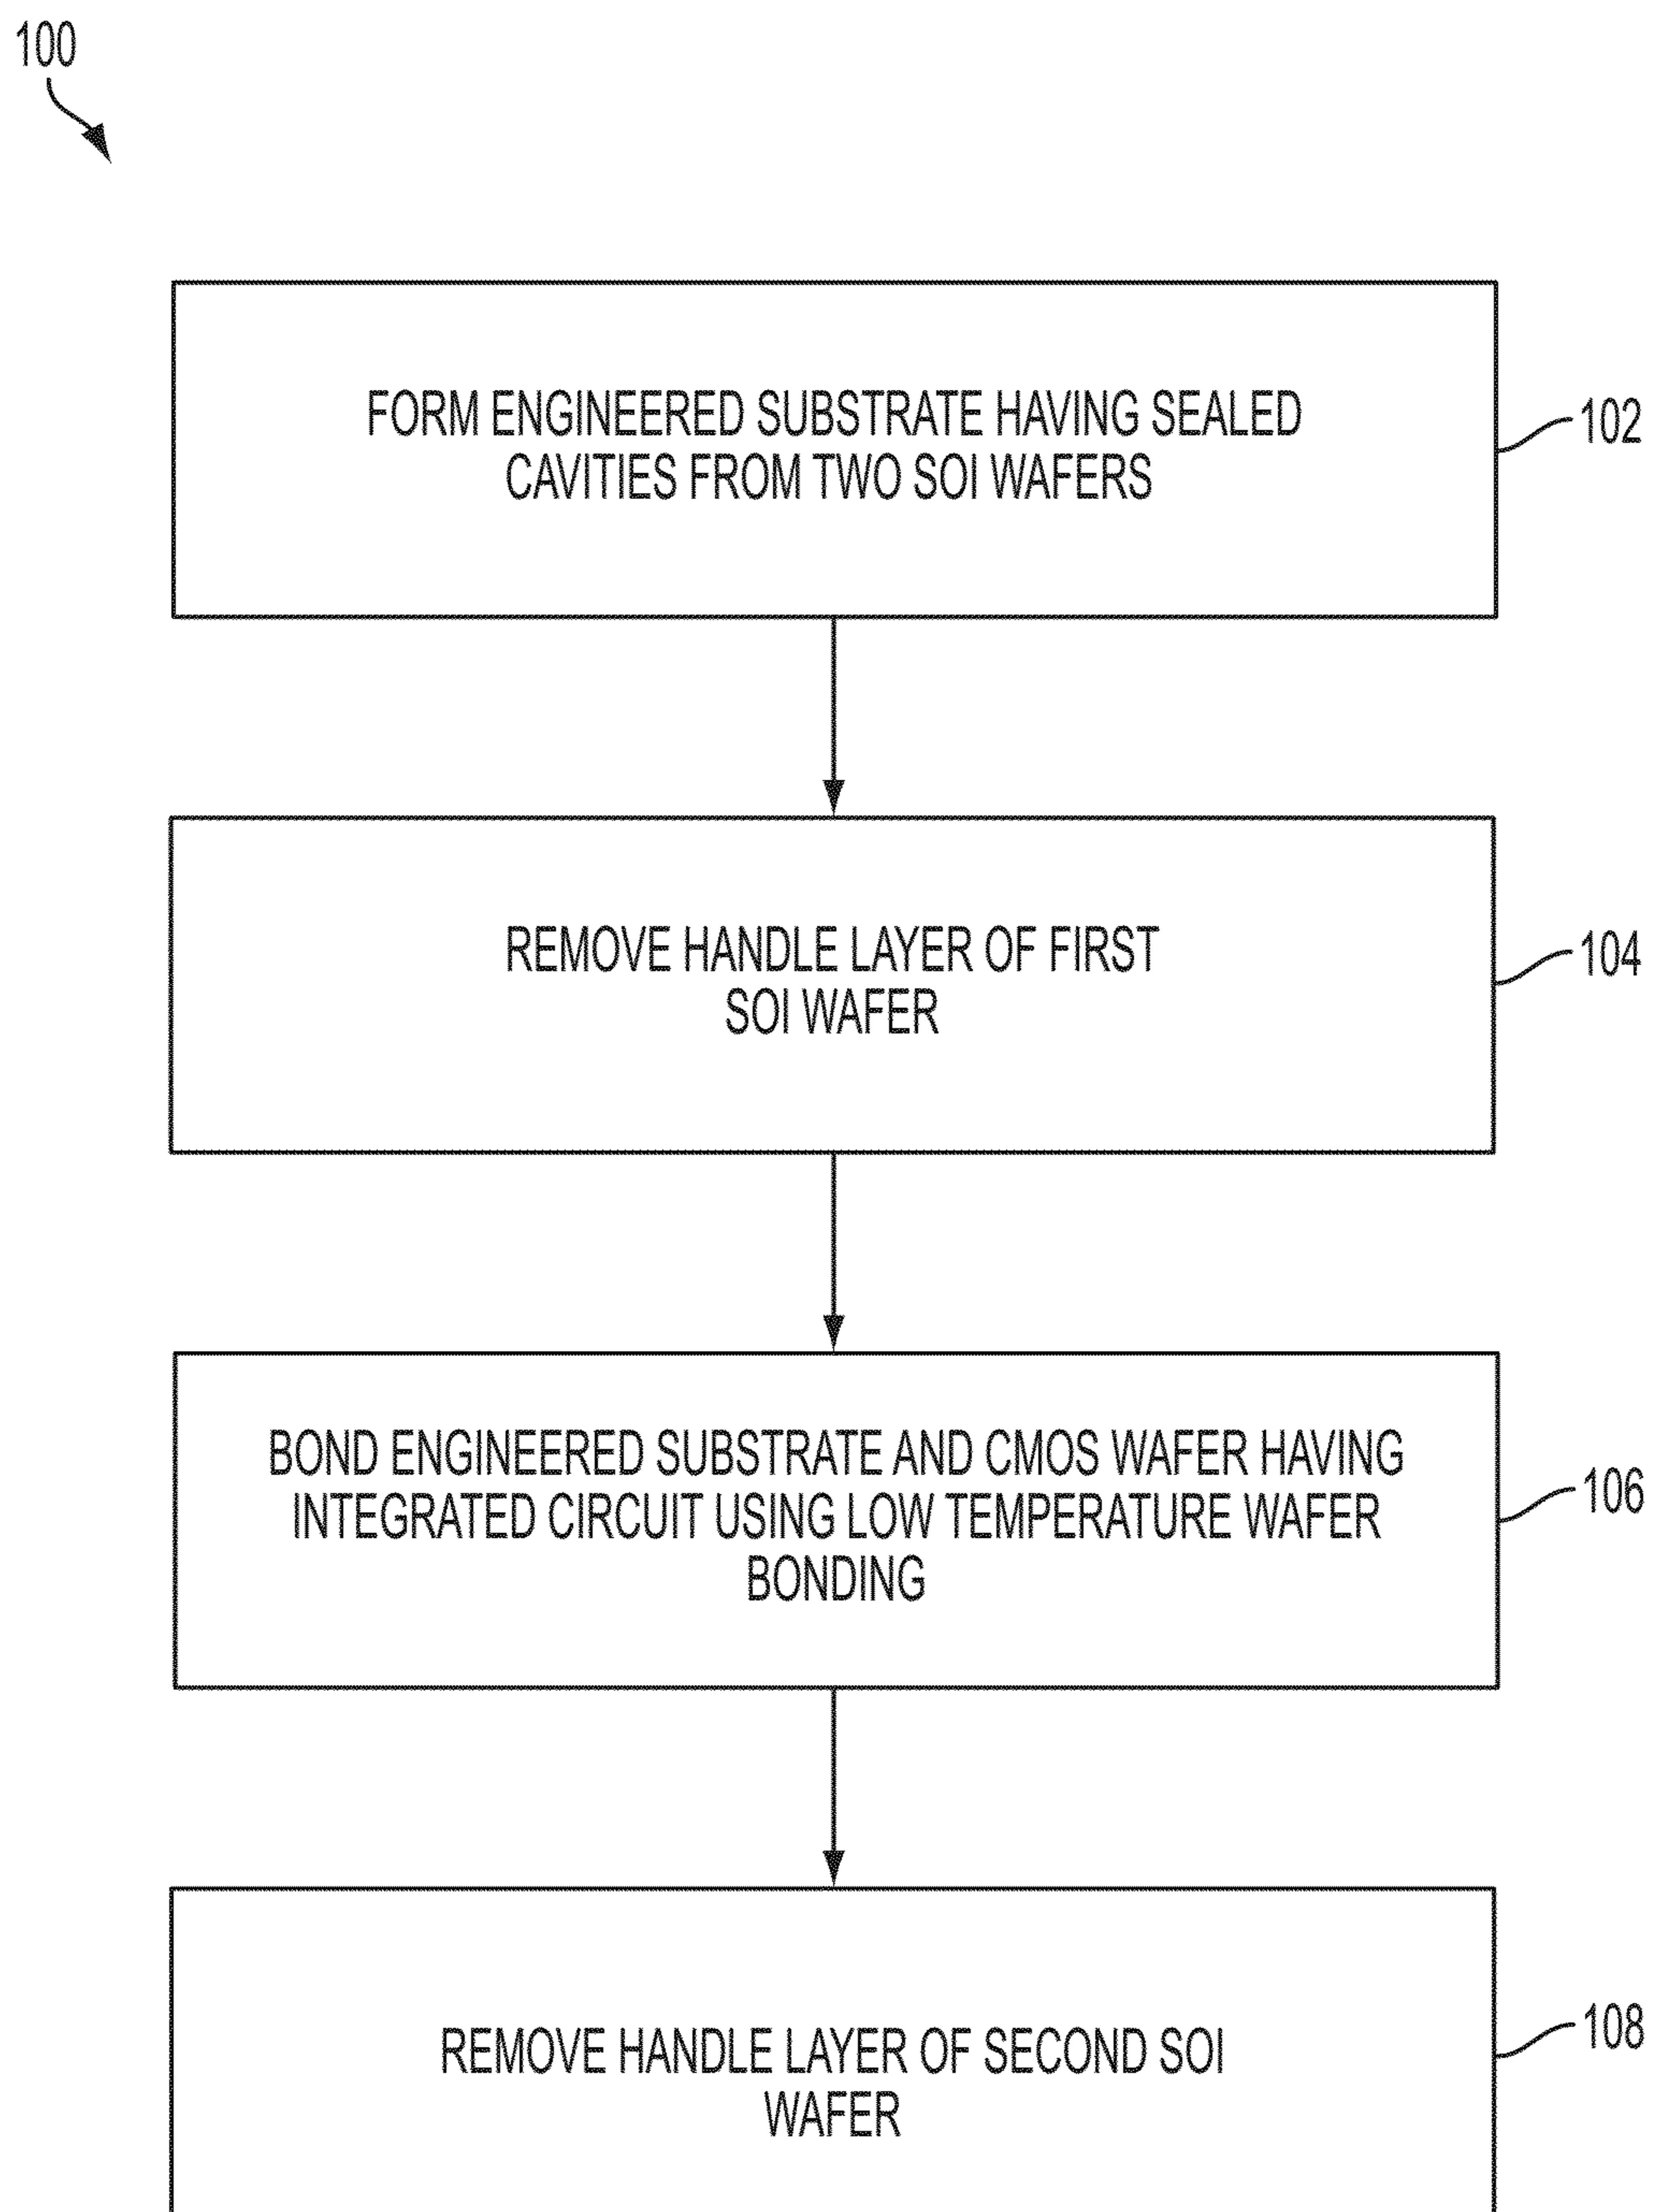 100
FORM ENGINEERED SUBSTRATE HAVING SEALED
CAVITIES FROM TWO SOI WAFERS
102
REMOVE HANDLE LAYER OF FIRST
SOI WAFER
104
BOND ENGINEERED SUBSTRATE AND CMOS WAFER HAVING
INTEGRATED CIRCUIT USING LOW TEMPERATURE WAFER
BONDING
106
REMOVE HANDLE LAYER OF SECOND SOI
WAFER
108